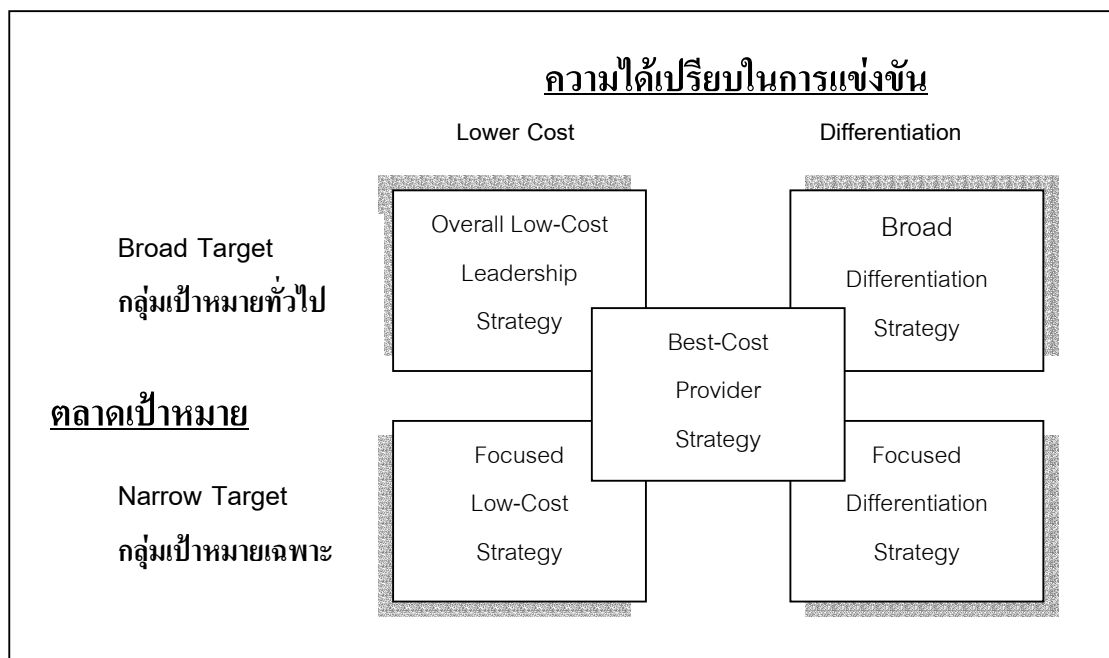 ความได้เปรียบในการแข่งขัน
Lower Cost
Differentiation
Broad Target
กลุ่มเป้าหมายทั่วไป
Overall Low-Cost
Leadership
Strategy
Broad
Differentiation
Strategy
Best-Cost
Provider
Strategy
ตลาดเป้าหมาย
Narrow Target
กลุ่มเป้าหมายเฉพาะ
Focused
Low-Cost
Strategy
Focused
Differentiation
Strategy